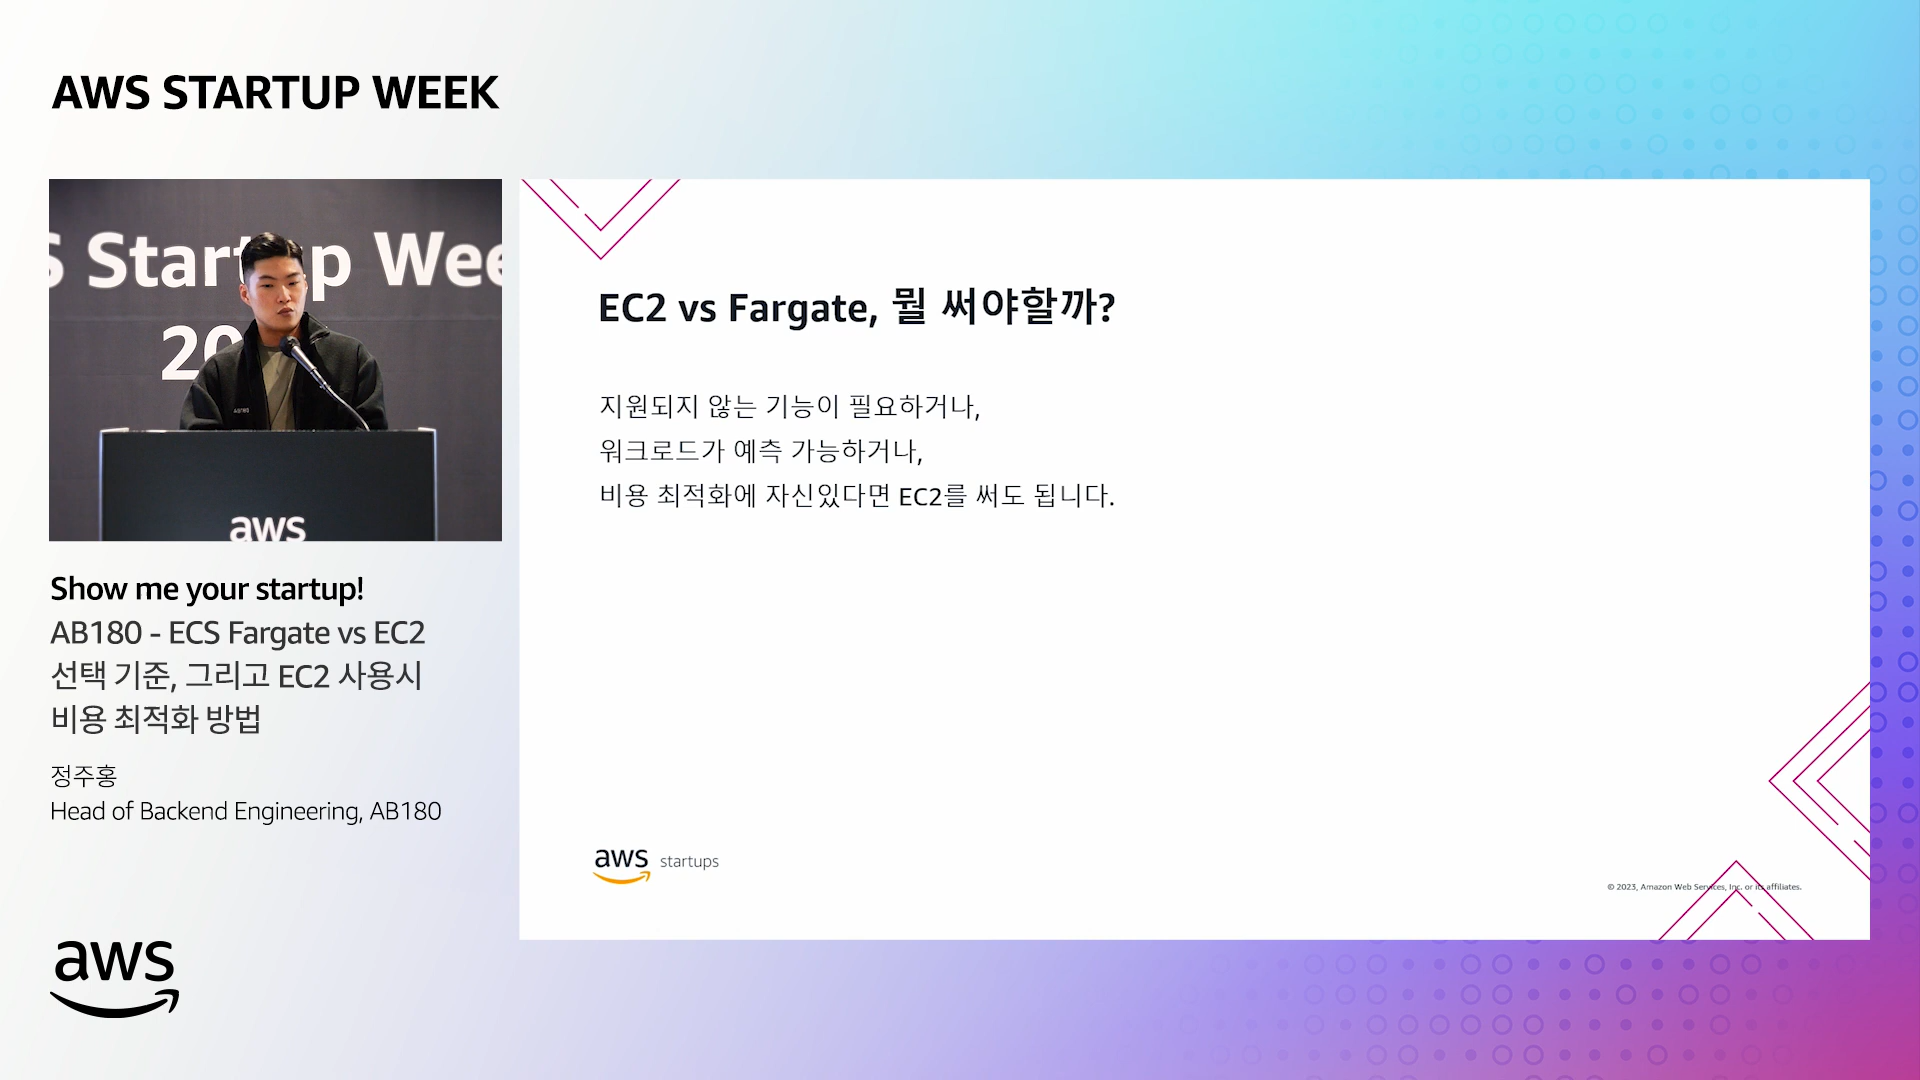 AWS STARTUP WEEK
S Startup Wee
20
aws
Show me your startup!
AB180 - ECS Fargate vs EC2
선택 기준, 그리고 EC2 사용시
비용 최적화 방법
정주홍
Head of Backend Engineering, AB180
aws
EC2 vs Fargate, 뭘 써야할까?
지원되지 않는 기능이 필요하거나,
워크로드가 예측 가능하거나,
비용 최적화에 자신있다면 EC2를 써도 됩니다.
aws startups
© 2023, Amazon Web Services, Inc. or its affiliates.